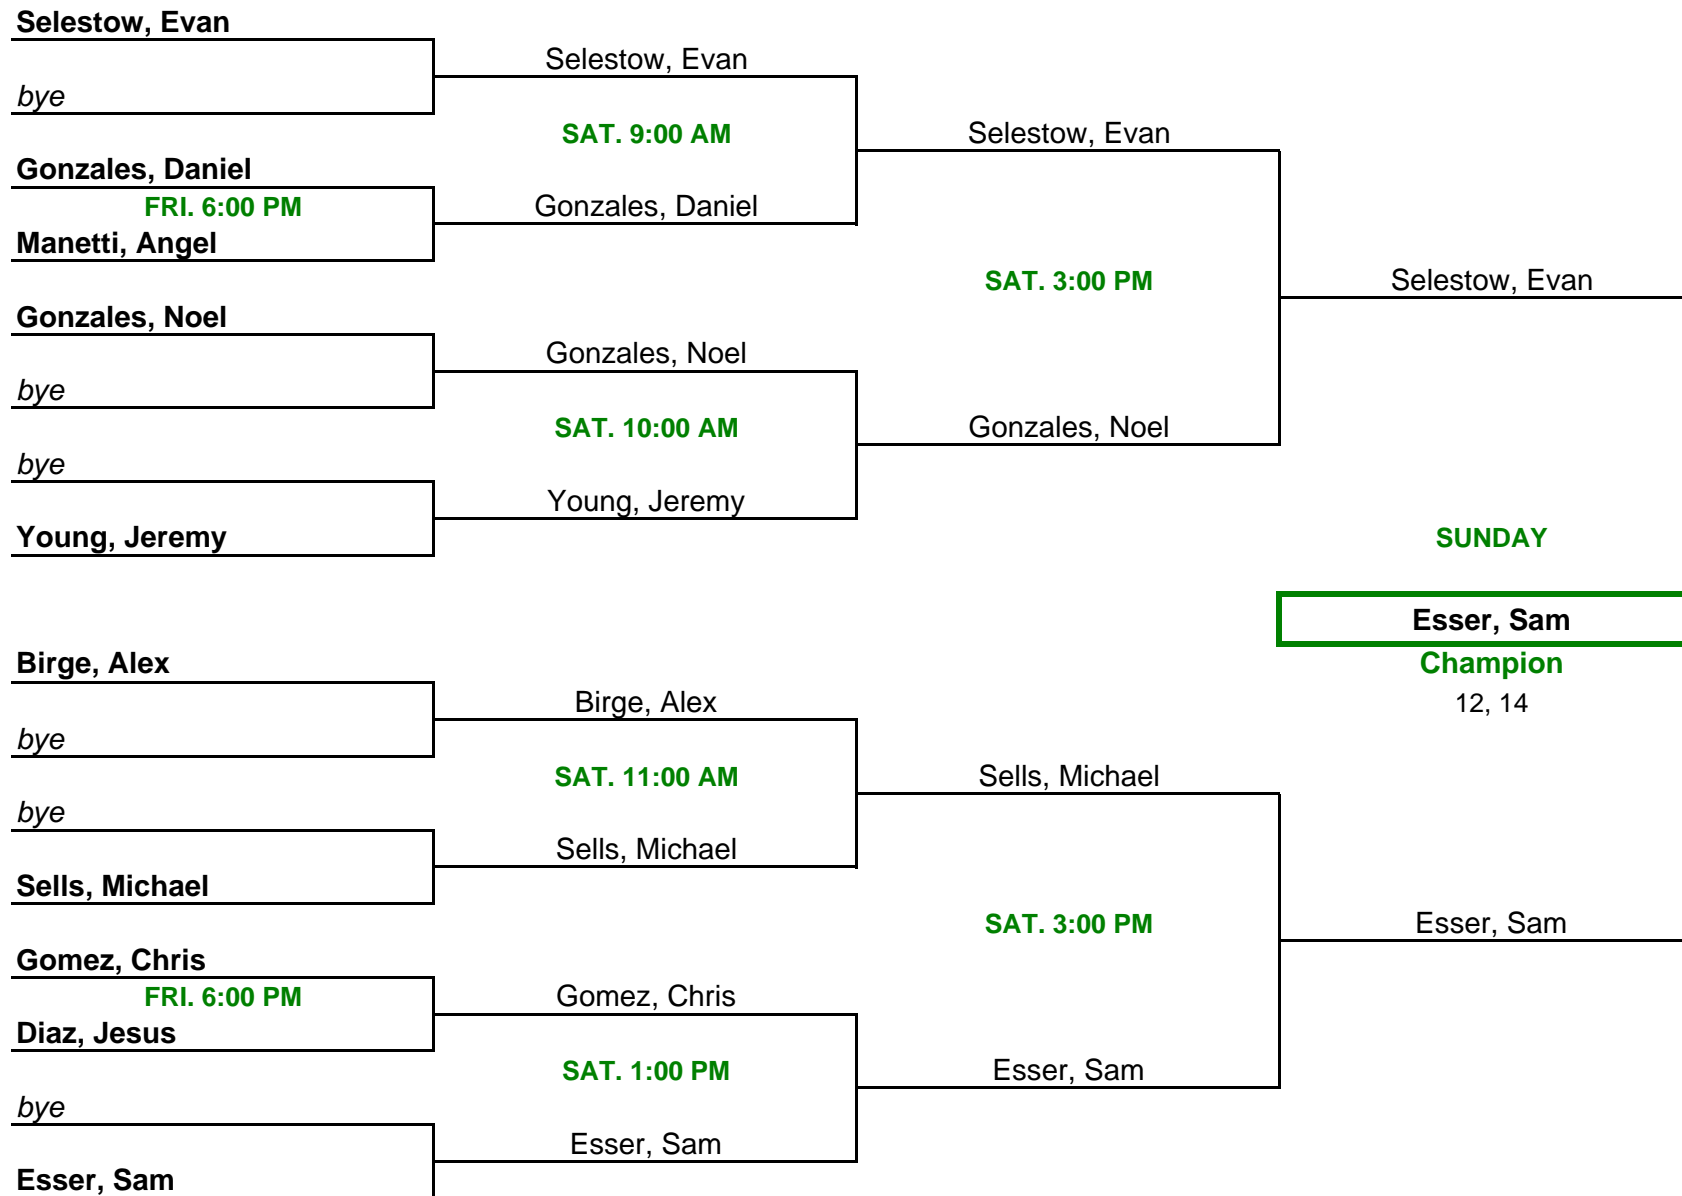 Selestow, Evan
bye
Gonzales, Daniel
FRI. 6:00 PM
Manetti, Angel
Gonzales, Noel
bye
bye
Young, Jeremy
Birge, Alex
bye
bye
Sells, Michael
Gomez, Chris
FRI. 6:00 PM
Diaz, Jesus
bye
Esser, Sam
Selestow, Evan
SAT. 9:00 AM
Gonzales, Daniel
Gonzales, Noel
SAT. 10:00 AM
Young, Jeremy
Birge, Alex
SAT. 11:00 AM
Sells, Michael
Gomez, Chris
SAT. 1:00 PM
Esser, Sam
Selestow, Evan
SAT. 3:00 PM
Gonzales, Noel
Sells, Michael
SAT. 3:00 PM
Esser, Sam
Selestow, Evan
SUNDAY
Esser, Sam
Champion
12, 14
Esser, Sam